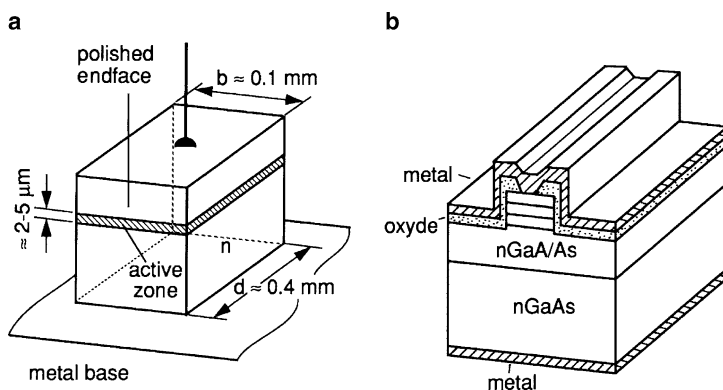 a
polished
endface
b ≈ 0.1 mm
≈ 2-5 μm
active
zone
n
d ≈ 0.4 mm
metal base
b
metal
oxyde
nGaA/As
nGaAs
metal